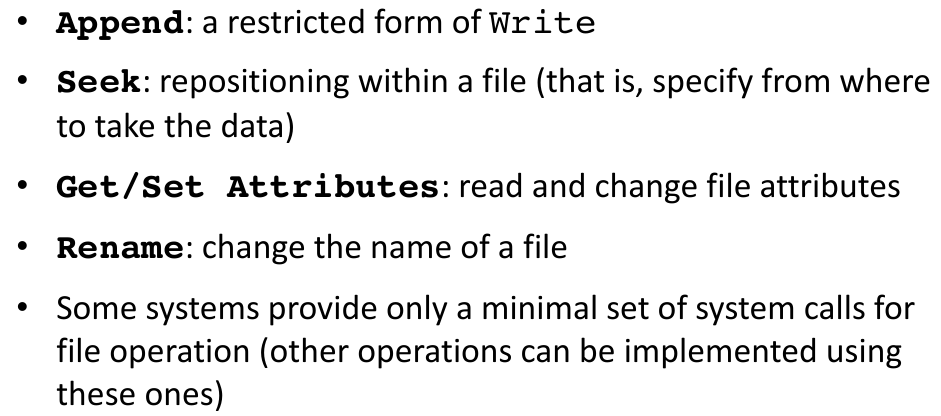 • Append: a restricted form of Write
• Seek: repositioning within a file (that is, specify from where
to take the data)
• Get/Set Attributes: read and change file attributes
• Rename: change the name of a file
• Some systems provide only a minimal set of system calls for
file operation (other operations can be implemented using
these ones)